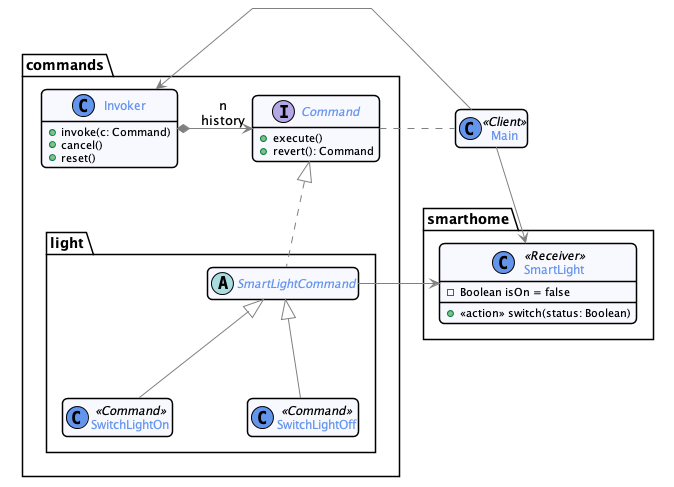 commands
C Invoker
invoke(c: Command)
cancel()
reset()
n
history
I Command
execute()
revert(): Command
C «Client»
Main
smarthome
C «Receiver»
SmartLight
Boolean isOn = false
«action» switch(status: Boolean)
light
A SmartLightCommand
C «Command»
SwitchLightOn
C «Command»
SwitchLightOff